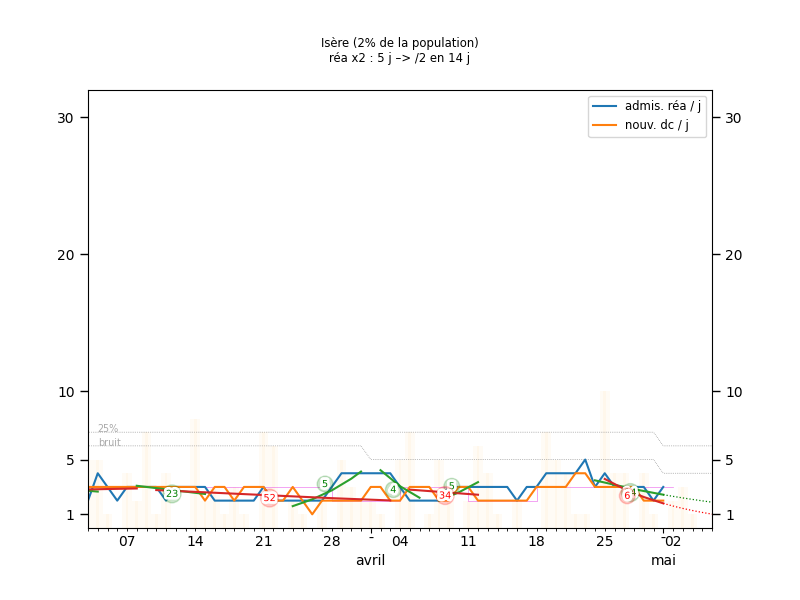 Isère (2% de la population)
réa x2 : 5 j –> /2 en 14 j
admis. réa / j
nouv. dc / j
30 30
20 20
10 10
25%
bruit
5 5
5 5
23 52 4 34 6
1 1
07 14 21 28 - 04 11 18 25 - 02
avril mai